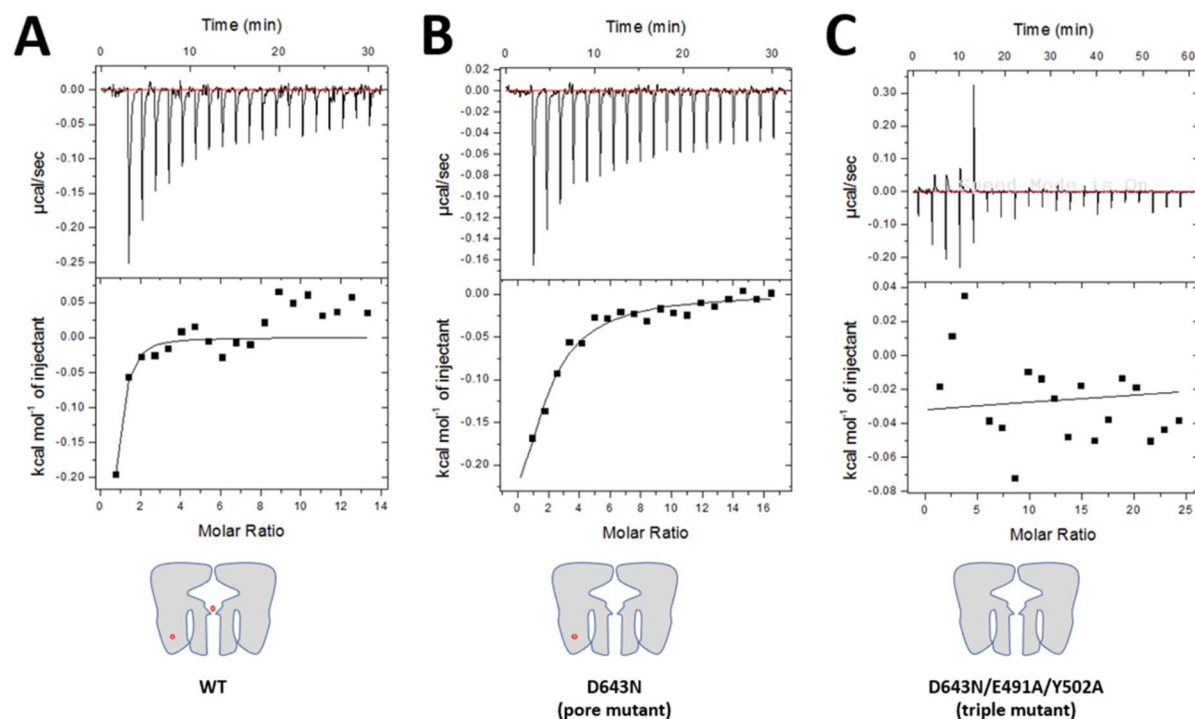 A
Time (min)
0 10 20 30
0.00
-0.05
-0.10
-0.15
-0.20
-0.25
µcal/sec
0.05
0.00
-0.05
-0.10
-0.15
-0.20
kcal mol⁻¹ of injectant
0 2 4 6 8 10 12 14
Molar Ratio
WT
B
Time (min)
0 10 20 30
0.02
0.00
-0.02
-0.04
-0.06
-0.08
-0.10
-0.12
-0.14
-0.16
µcal/sec
0.00
-0.05
-0.10
-0.15
-0.20
kcal mol⁻¹ of injectant
0 2 4 6 8 10 12 14 16
Molar Ratio
D643N
(pore mutant)
C
Time (min)
0 10 20 30 40 50 60
0.30
0.20
0.10
0.00
-0.10
-0.20
µcal/sec
Mode is On
0.04
0.02
0.00
-0.02
-0.04
-0.06
-0.08
kcal mol⁻¹ of injectant
0 5 10 15 20 25
Molar Ratio
D643N/E491A/Y502A
(triple mutant)